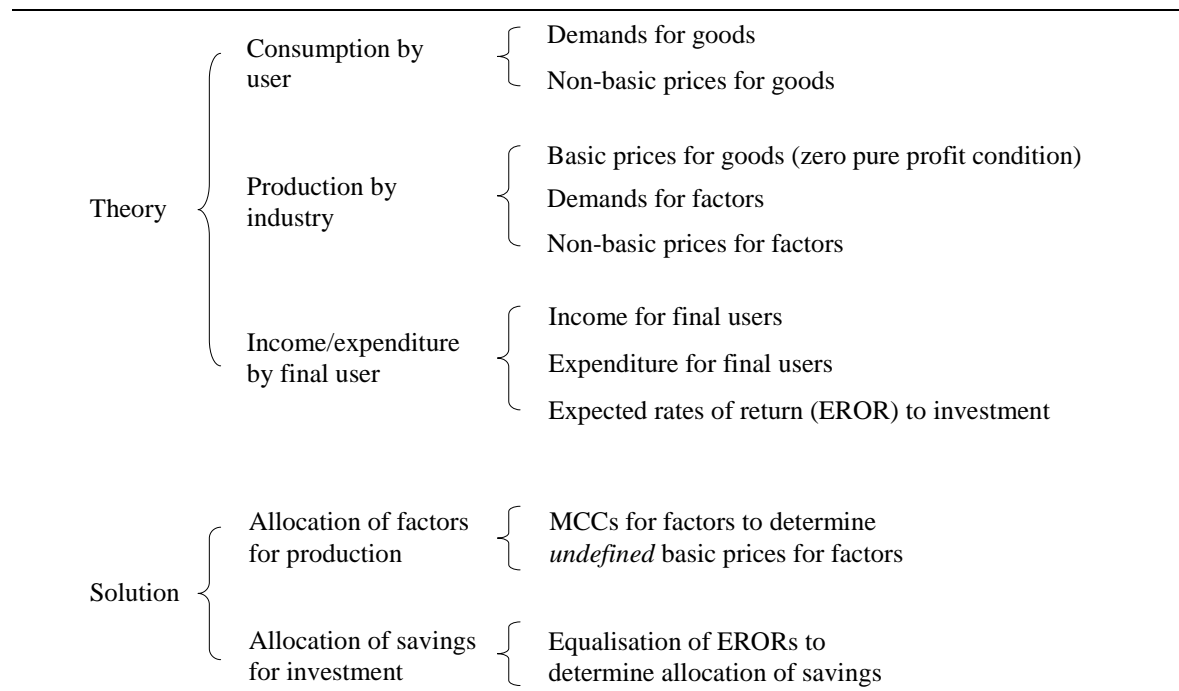 Theory
Consumption by
user
Demands for goods
Non-basic prices for goods
Production by
industry
Basic prices for goods (zero pure profit condition)
Demands for factors
Non-basic prices for factors
Income/expenditure
by final user
Income for final users
Expenditure for final users
Expected rates of return (EROR) to investment
Solution
Allocation of factors
for production
MCCs for factors to determine
undefined basic prices for factors
Allocation of savings
for investment
Equalisation of ERORs to
determine allocation of savings